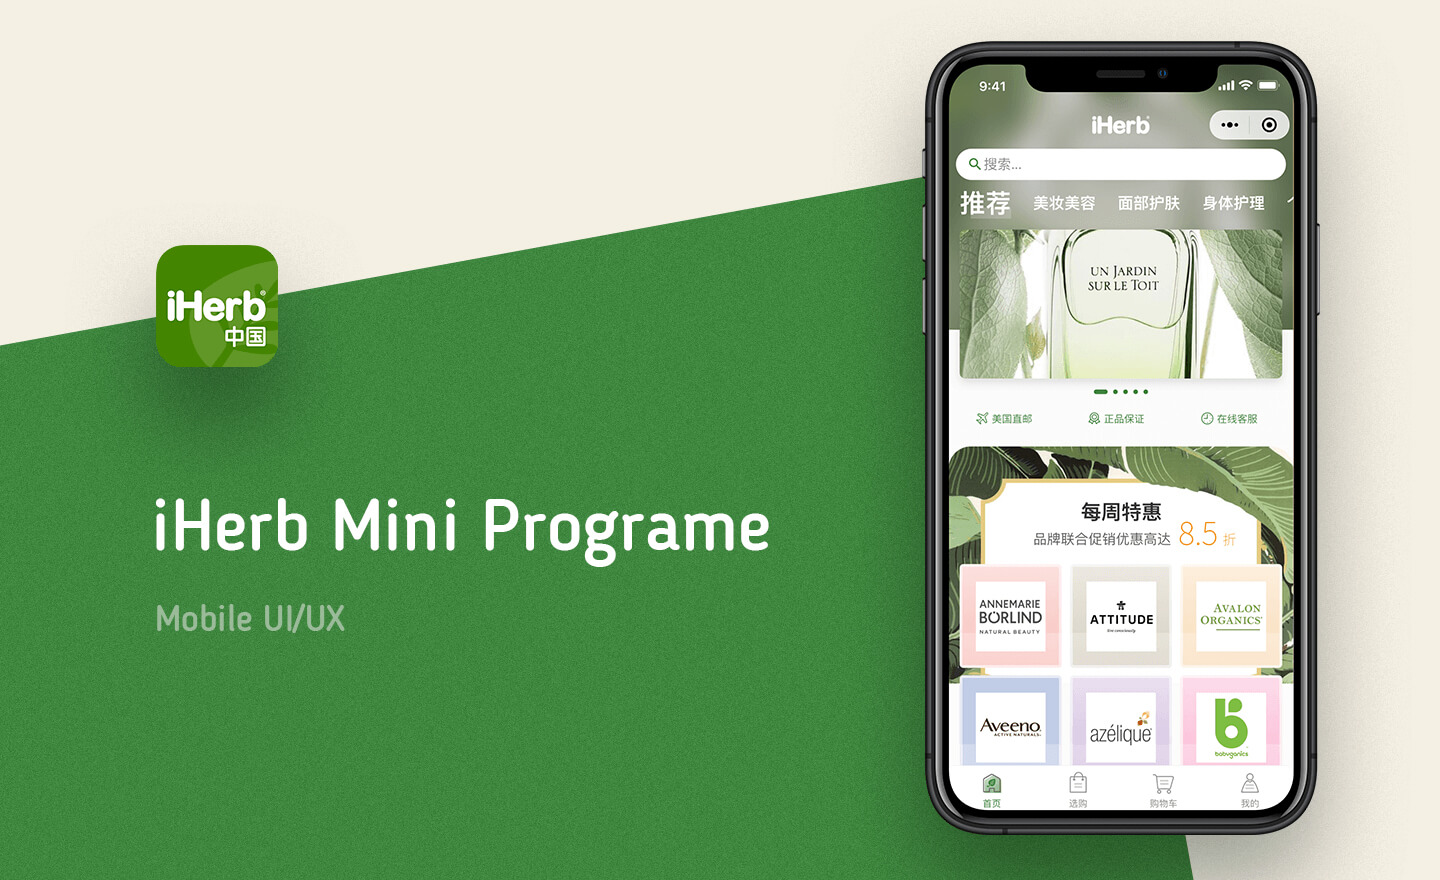 iHerb®
中国
iHerb Mini Programe
Mobile UI/UX
9:41
iHerb®
搜索...
推荐 美妆美容 面部护肤 身体护理
UN JARDIN
SUR LE TOIT
美国直邮 正品保证 在线客服
每周特惠
品牌联合促销优惠高达 8.5 折
ANNEMARIE
BÖRLIND
NATURAL BEAUTY
ATTITUDE
live consciously
AVALON
ORGANICS®
Aveeno®
ACTIVE NATURALS®
azélique
babyganics
首页 选购 购物车 我的